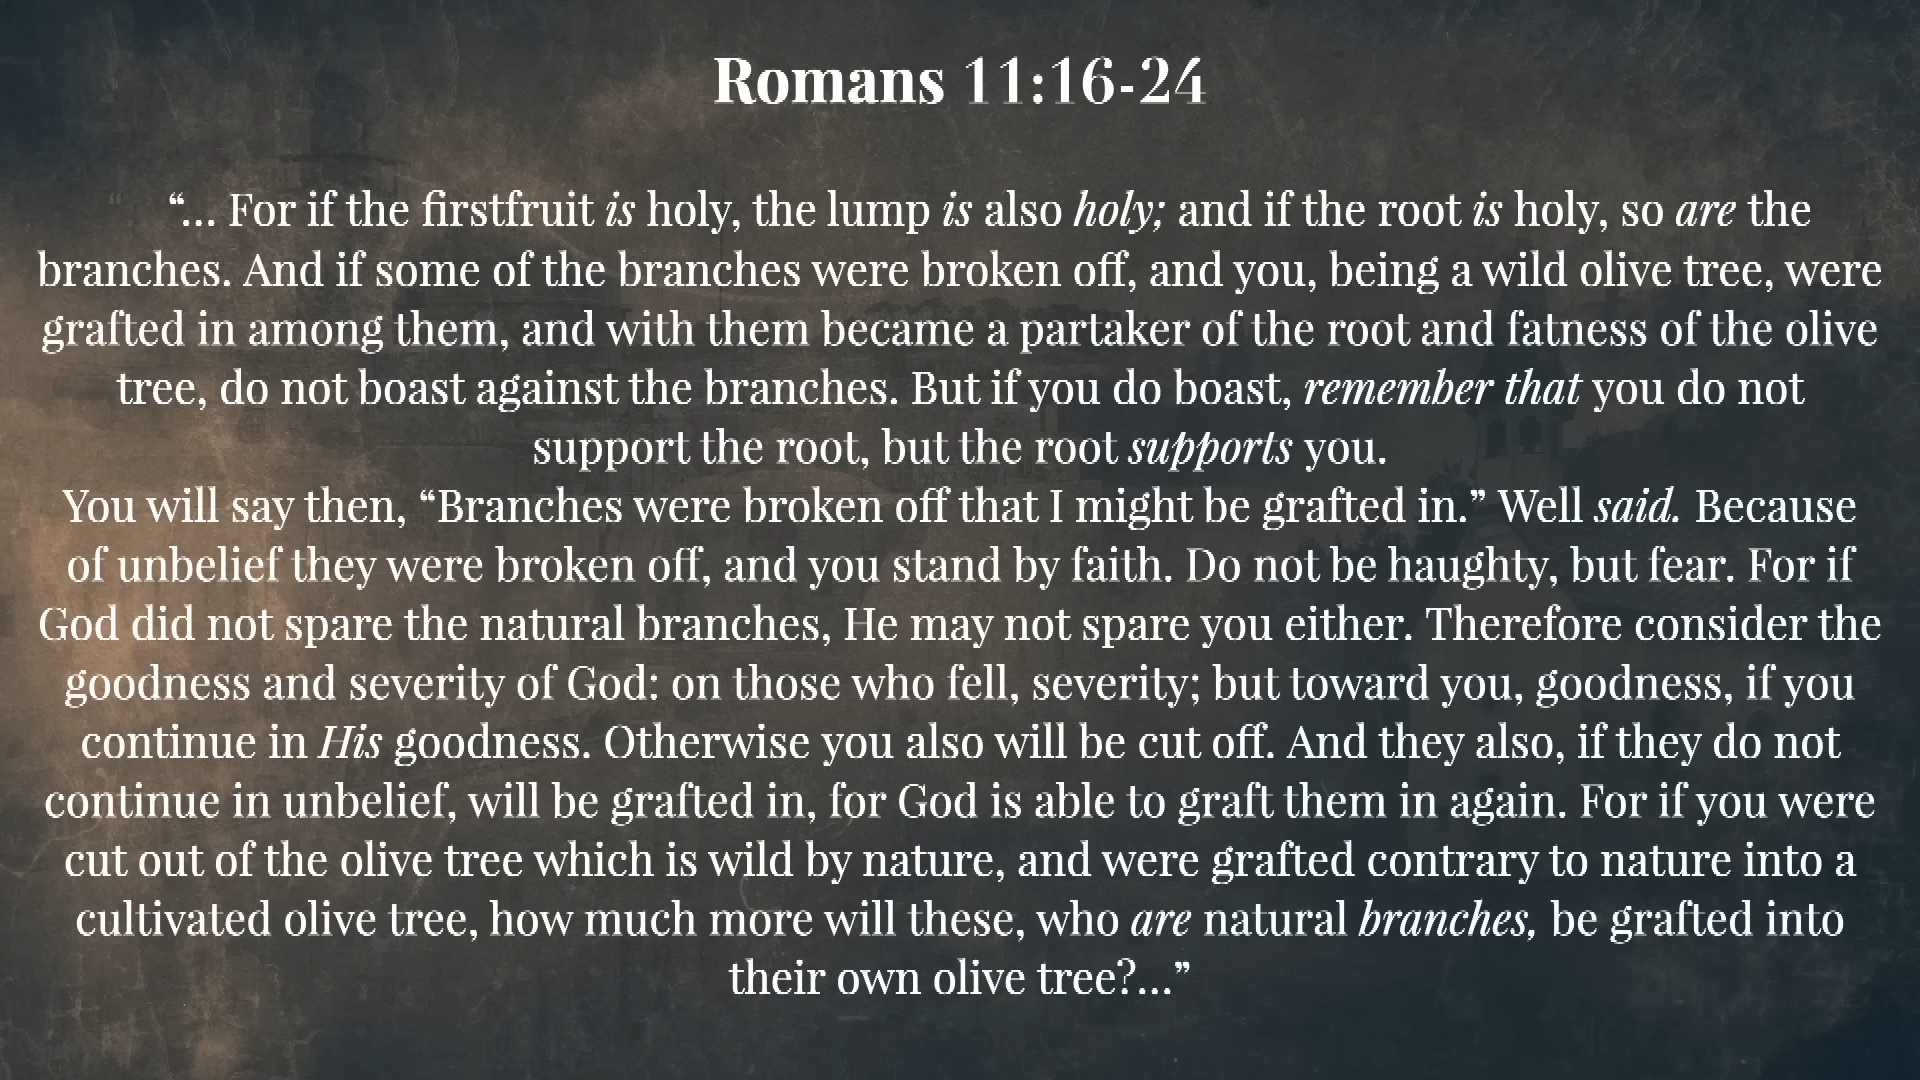 Romans 11:16-24
“... For if the firstfruit is holy, the lump is also holy; and if the root is holy, so are the
branches. And if some of the branches were broken off, and you, being a wild olive tree, were
grafted in among them, and with them became a partaker of the root and fatness of the olive
tree, do not boast against the branches. But if you do boast, remember that you do not
support the root, but the root supports you.
You will say then, “Branches were broken off that I might be grafted in.” Well said. Because
of unbelief they were broken off, and you stand by faith. Do not be haughty, but fear. For if
God did not spare the natural branches, He may not spare you either. Therefore consider the
goodness and severity of God: on those who fell, severity; but toward you, goodness, if you
continue in His goodness. Otherwise you also will be cut off. And they also, if they do not
continue in unbelief, will be grafted in, for God is able to graft them in again. For if you were
cut out of the olive tree which is wild by nature, and were grafted contrary to nature into a
cultivated olive tree, how much more will these, who are natural branches, be grafted into
their own olive tree?...”